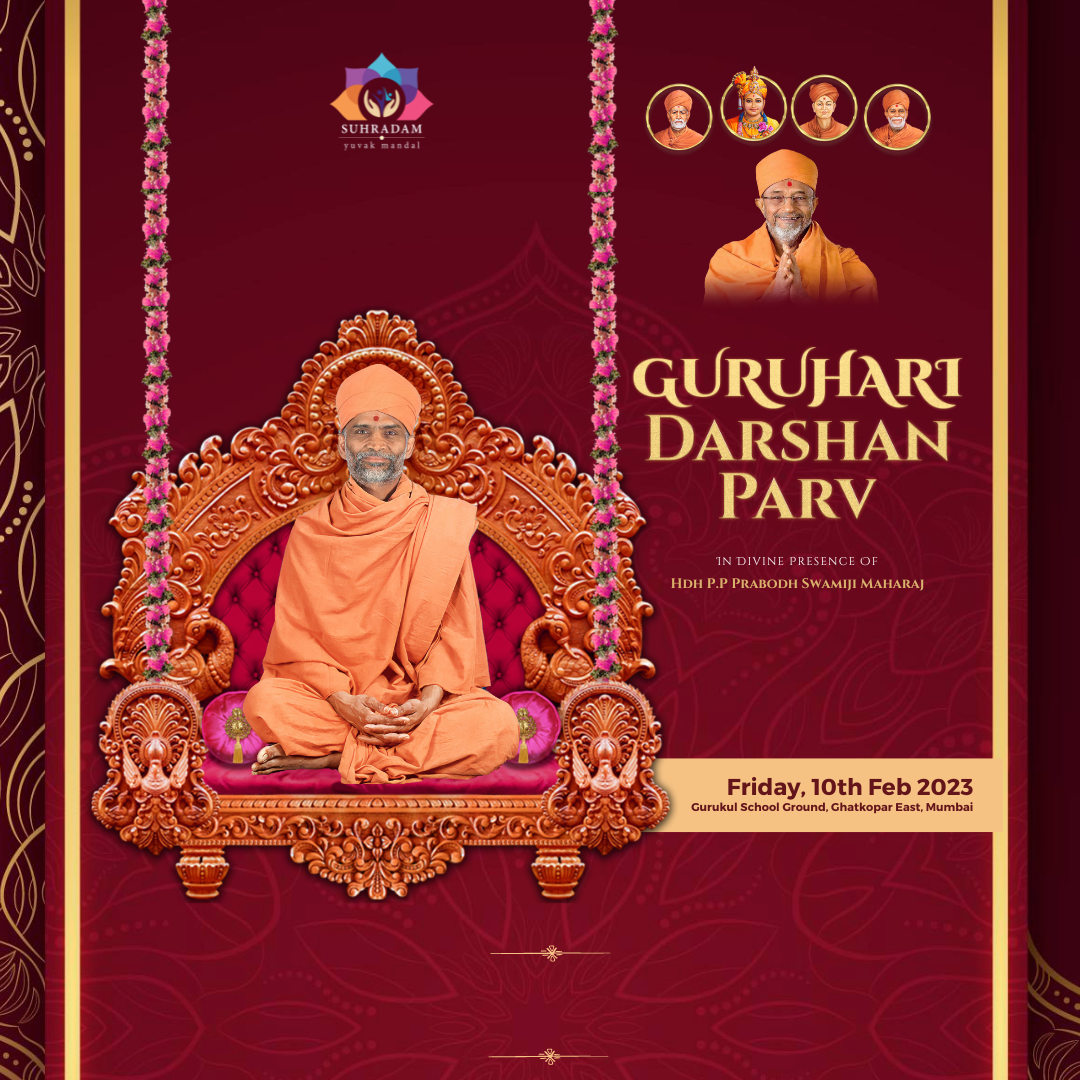 SUHRADAM
yuvak mandal
GURUHARI
DARSHAN
PARV
IN DIVINE PRESENCE OF
HDH P.P PRABODH SWAMIJI MAHARAJ
Friday, 10th Feb 2023
Gurukul School Ground, Ghatkopar East, Mumbai